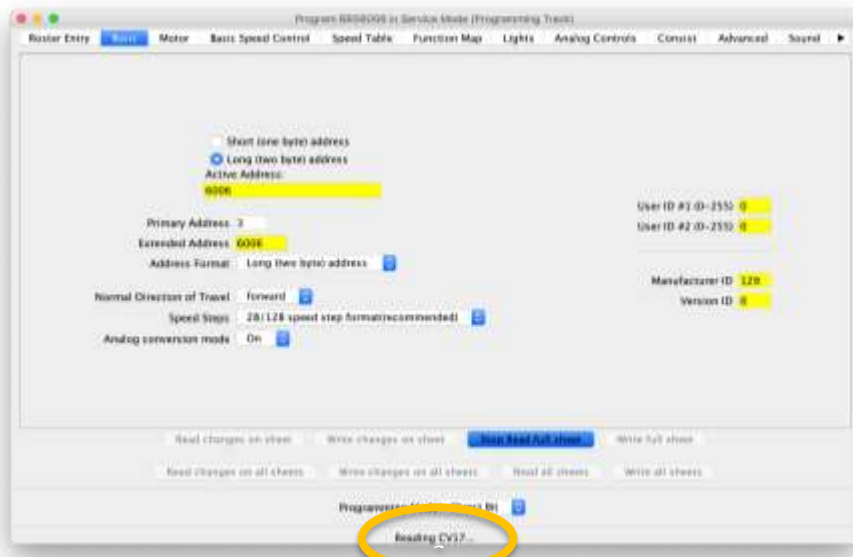 Program BR56006 in Service Mode (Programming Track)
Roster Entry Basic Motor Basic Speed Control Speed Table Function Map Lights Analog Controls Consist Advanced Sound
Short (one byte) address
Long (two byte) address
Active Address:
6006
User ID #1 (0-255) 0
Primary Address 3
User ID #2 (0-255) 0
Extended Address 6006
Address Format Long (two byte) address
Manufacturer ID 129
Normal Direction of Travel forward
Version ID
Speed Steps 28/128 speed step format(recommended)
Analog conversion mode On
Read changes on sheet Write changes on sheet Stop Read full sheet Write full sheet
Read changes on all sheets Write changes on all sheets Read all sheets Write all sheets
Reading CV17...